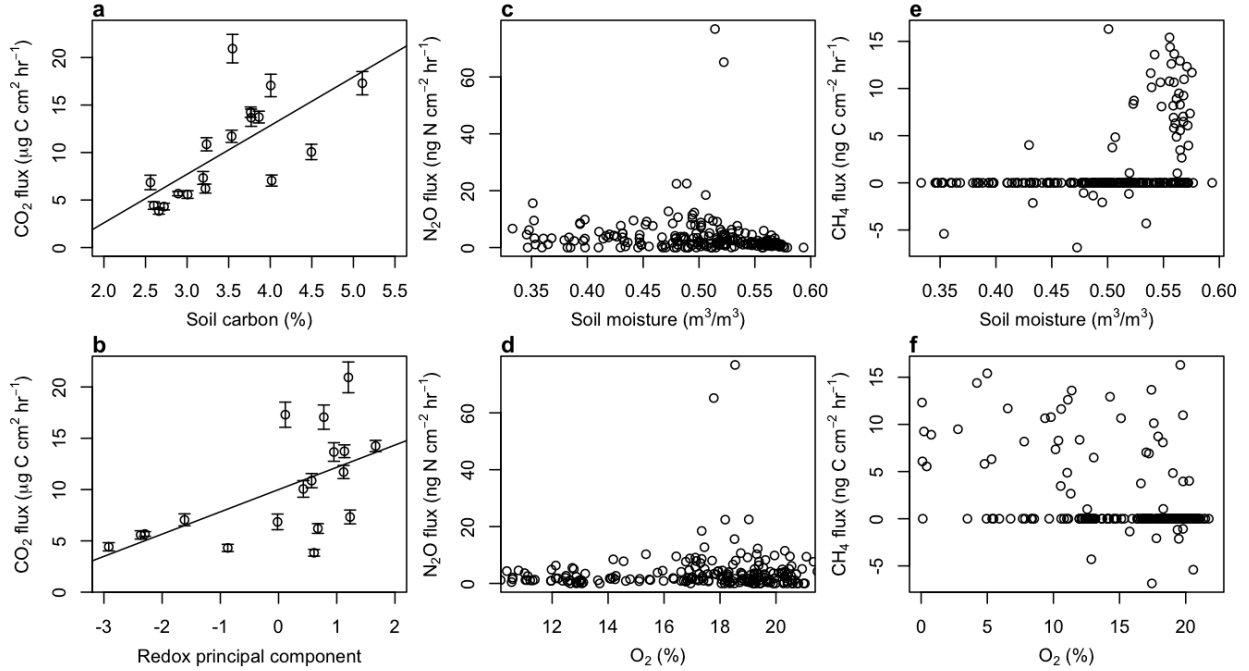 a
CO₂ flux (μg C cm² hr⁻¹)
20
15
10
5
0
2.0 2.5 3.0 3.5 4.0 4.5 5.0 5.5
Soil carbon (%)
c
N₂O flux (ng N cm⁻² hr⁻¹)
80
60
40
20
0
0.35 0.40 0.45 0.50 0.55 0.60
Soil moisture (m³/m³)
e
CH₄ flux (ng C cm⁻² hr⁻¹)
15
10
5
0
-5
0.35 0.40 0.45 0.50 0.55 0.60
Soil moisture (m³/m³)
b
CO₂ flux (μg C cm² hr⁻¹)
20
15
10
5
0
-3 -2 -1 0 1 2
Redox principal component
d
N₂O flux (ng N cm⁻² hr⁻¹)
80
60
40
20
0
12 14 16 18 20
O₂ (%)
f
CH₄ flux (ng C cm⁻² hr⁻¹)
15
10
5
0
-5
0 5 10 15 20
O₂ (%)